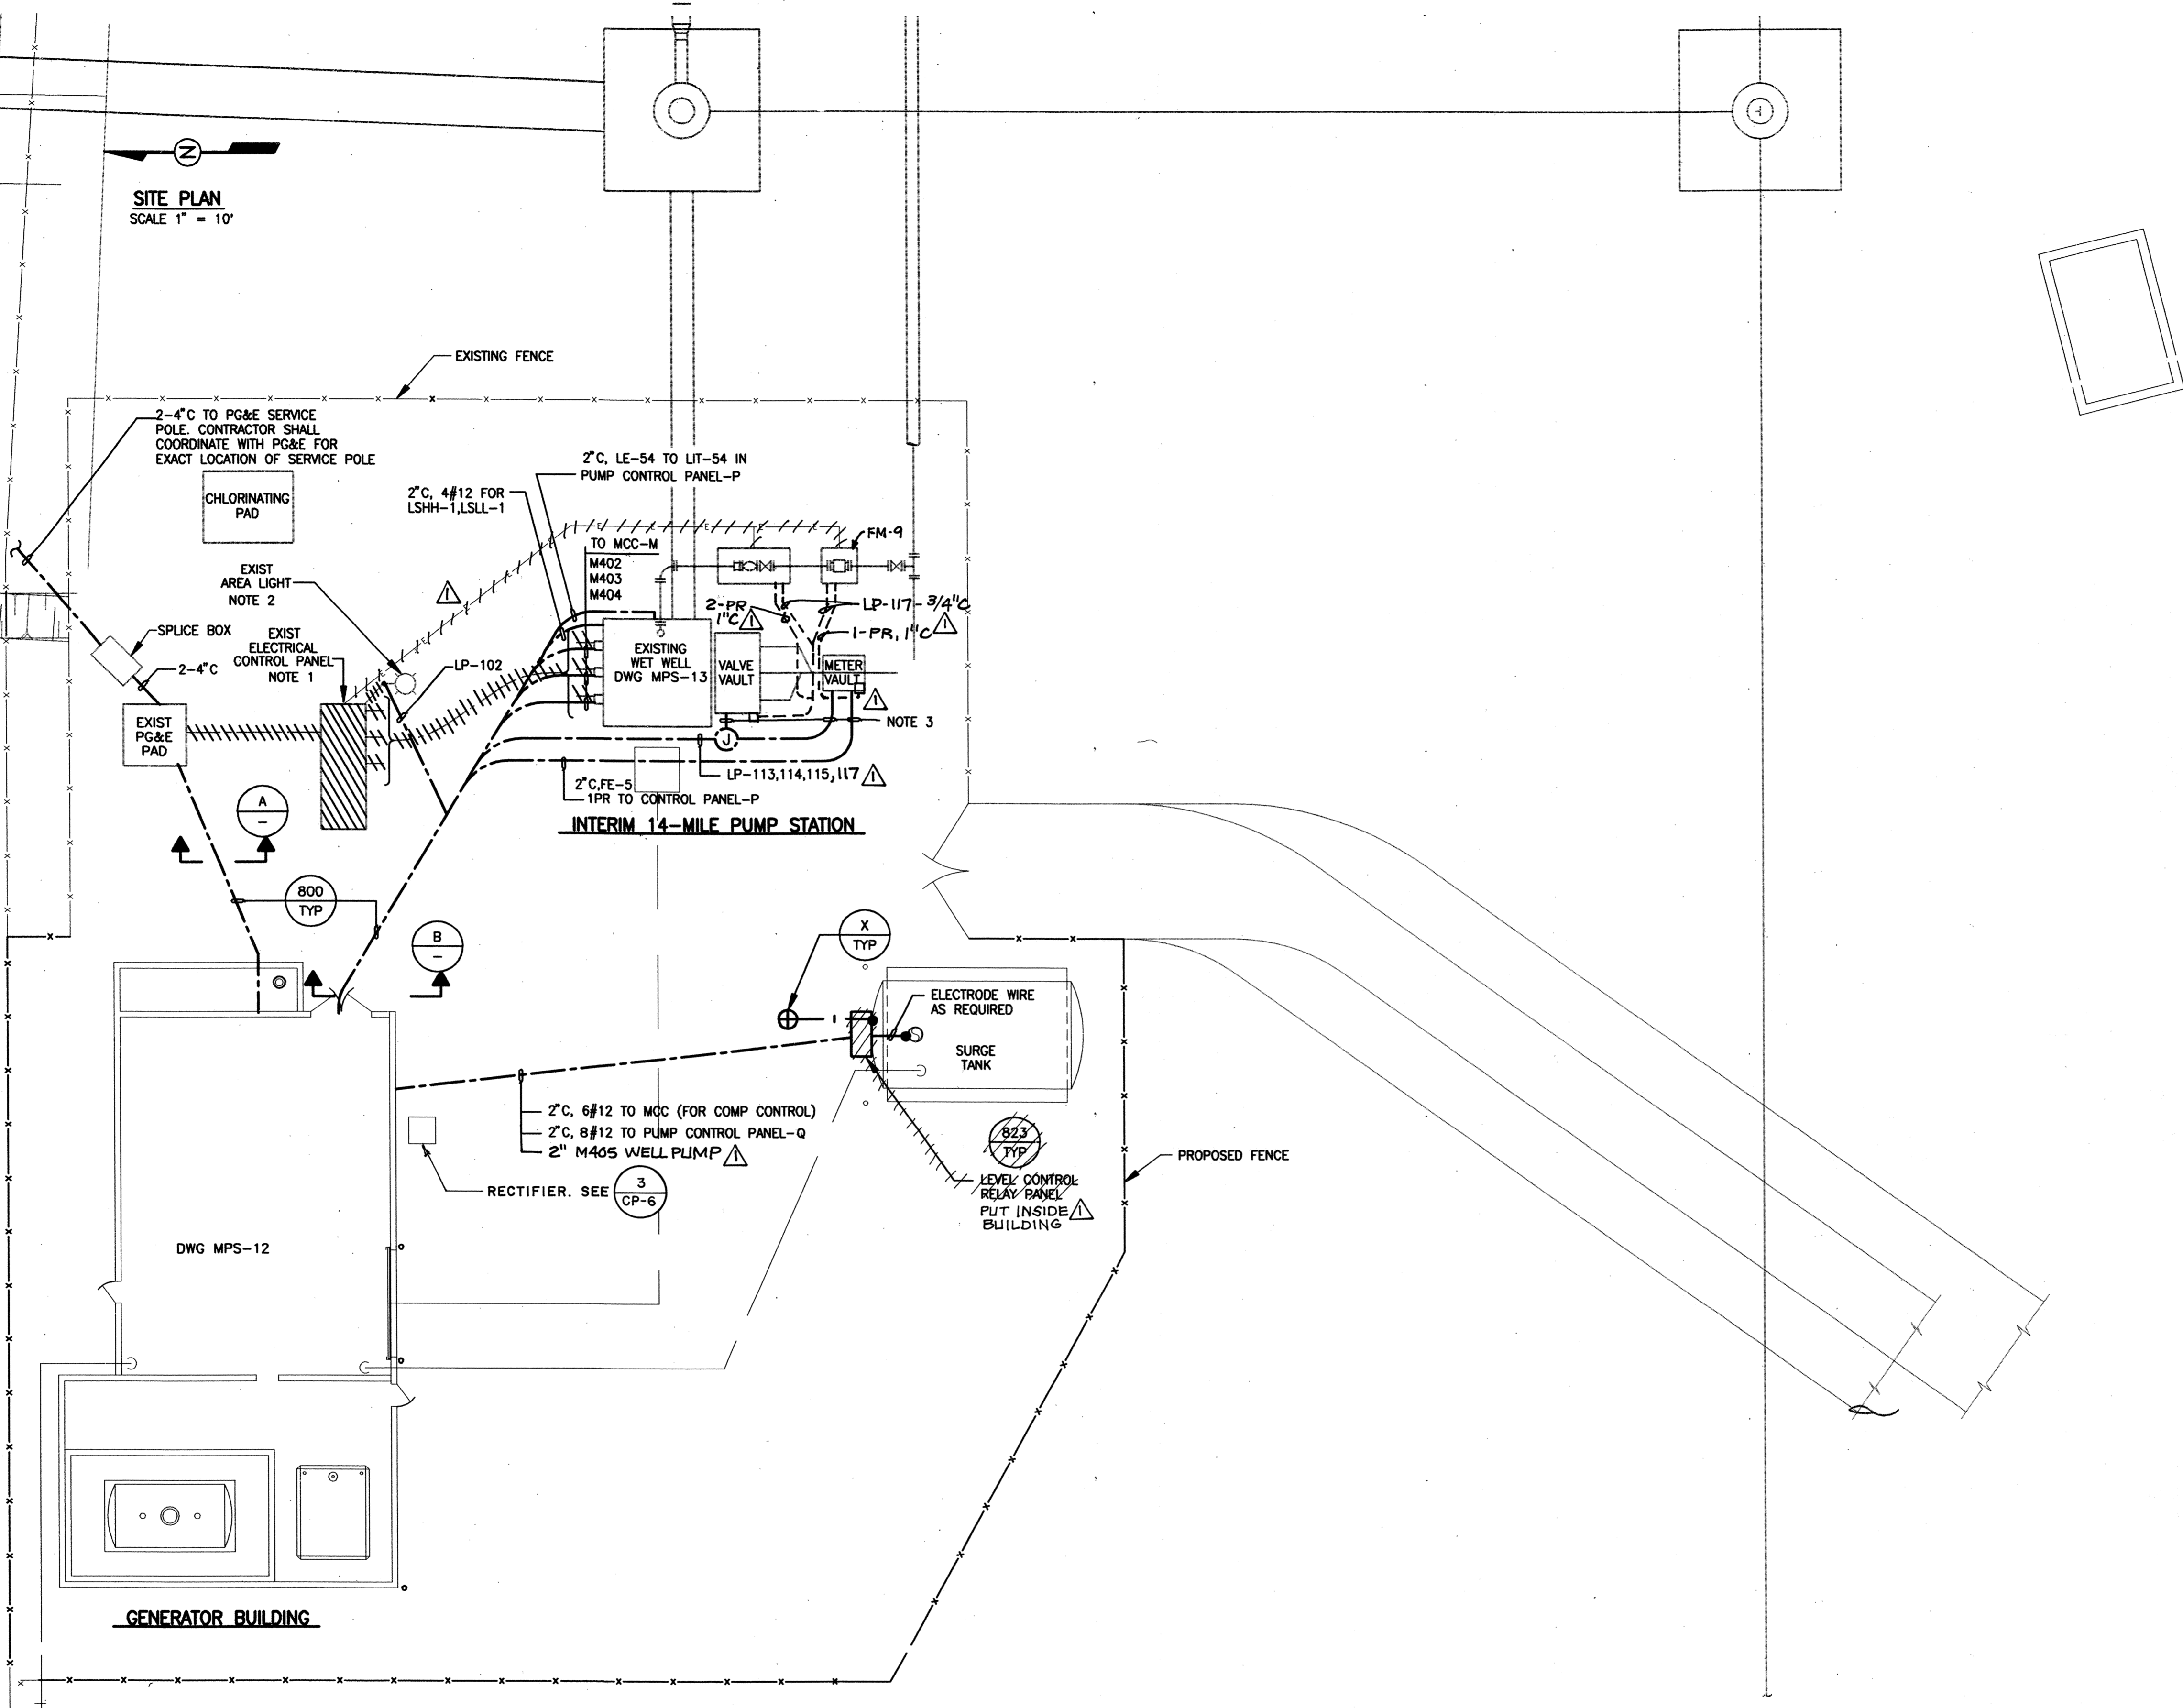 N
SITE PLAN
SCALE 1" = 10'
EXISTING FENCE
2-4"C TO PG&E SERVICE
POLE. CONTRACTOR SHALL
COORDINATE WITH PG&E FOR
EXACT LOCATION OF SERVICE POLE
CHLORINATING
PAD
2"C, LE-54 TO LIT-54 IN
PUMP CONTROL PANEL-P
2"C, 4#12 FOR
LSHH-1,LSLL-1
TO MCC-M
M402
M403
M404
FM-9
EXIST
AREA LIGHT
NOTE 2
1
2-PR
1"C 1
LP-117-3/4"C
1-PR, 1"C 1
SPLICE BOX
2-4"C
EXIST
ELECTRICAL
CONTROL PANEL
NOTE 1
LP-102
EXISTING
WET WELL
DWG MPS-13
VALVE
VAULT
METER
VAULT
1
NOTE 3
EXIST
PG&E
PAD
J
LP-113,114,115,117 1
2"C,FE-5
1PR TO CONTROL PANEL-P
INTERIM 14-MILE PUMP STATION
A
-
800
TYP
B
-
X
TYP
ELECTRODE WIRE
AS REQUIRED
SURGE
TANK
2"C, 6#12 TO MCC (FOR COMP CONTROL)
2"C, 8#12 TO PUMP CONTROL PANEL-Q
2" M405 WELL PUMP 1
RECTIFIER. SEE
3
CP-6
823
TYP
LEVEL CONTROL
RELAY PANEL
PUT INSIDE 1
BUILDING
PROPOSED FENCE
DWG MPS-12
GENERATOR BUILDING